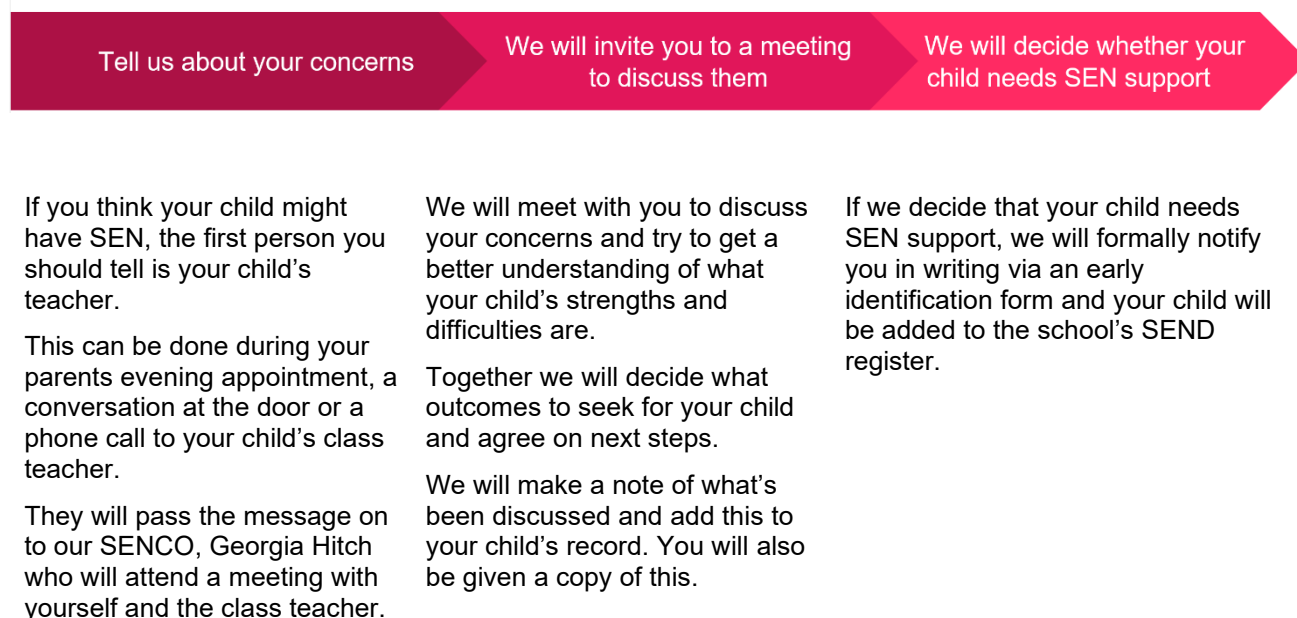 Tell us about your concerns
We will invite you to a meeting
to discuss them
We will decide whether your
child needs SEN support
If you think your child might
have SEN, the first person you
should tell is your child's
teacher.
This can be done during your
parents evening appointment, a
conversation at the door or a
phone call to your child's class
teacher.
They will pass the message on
to our SENCO, Georgia Hitch
who will attend a meeting with
yourself and the class teacher.
We will meet with you to discuss
your concerns and try to get a
better understanding of what
your child's strengths and
difficulties are.
Together we will decide what
outcomes to seek for your child
and agree on next steps.
We will make a note of what's
been discussed and add this to
your child's record. You will also
be given a copy of this.
If we decide that your child needs
SEN support, we will formally notify
you in writing via an early
identification form and your child will
be added to the school's SEND
register.